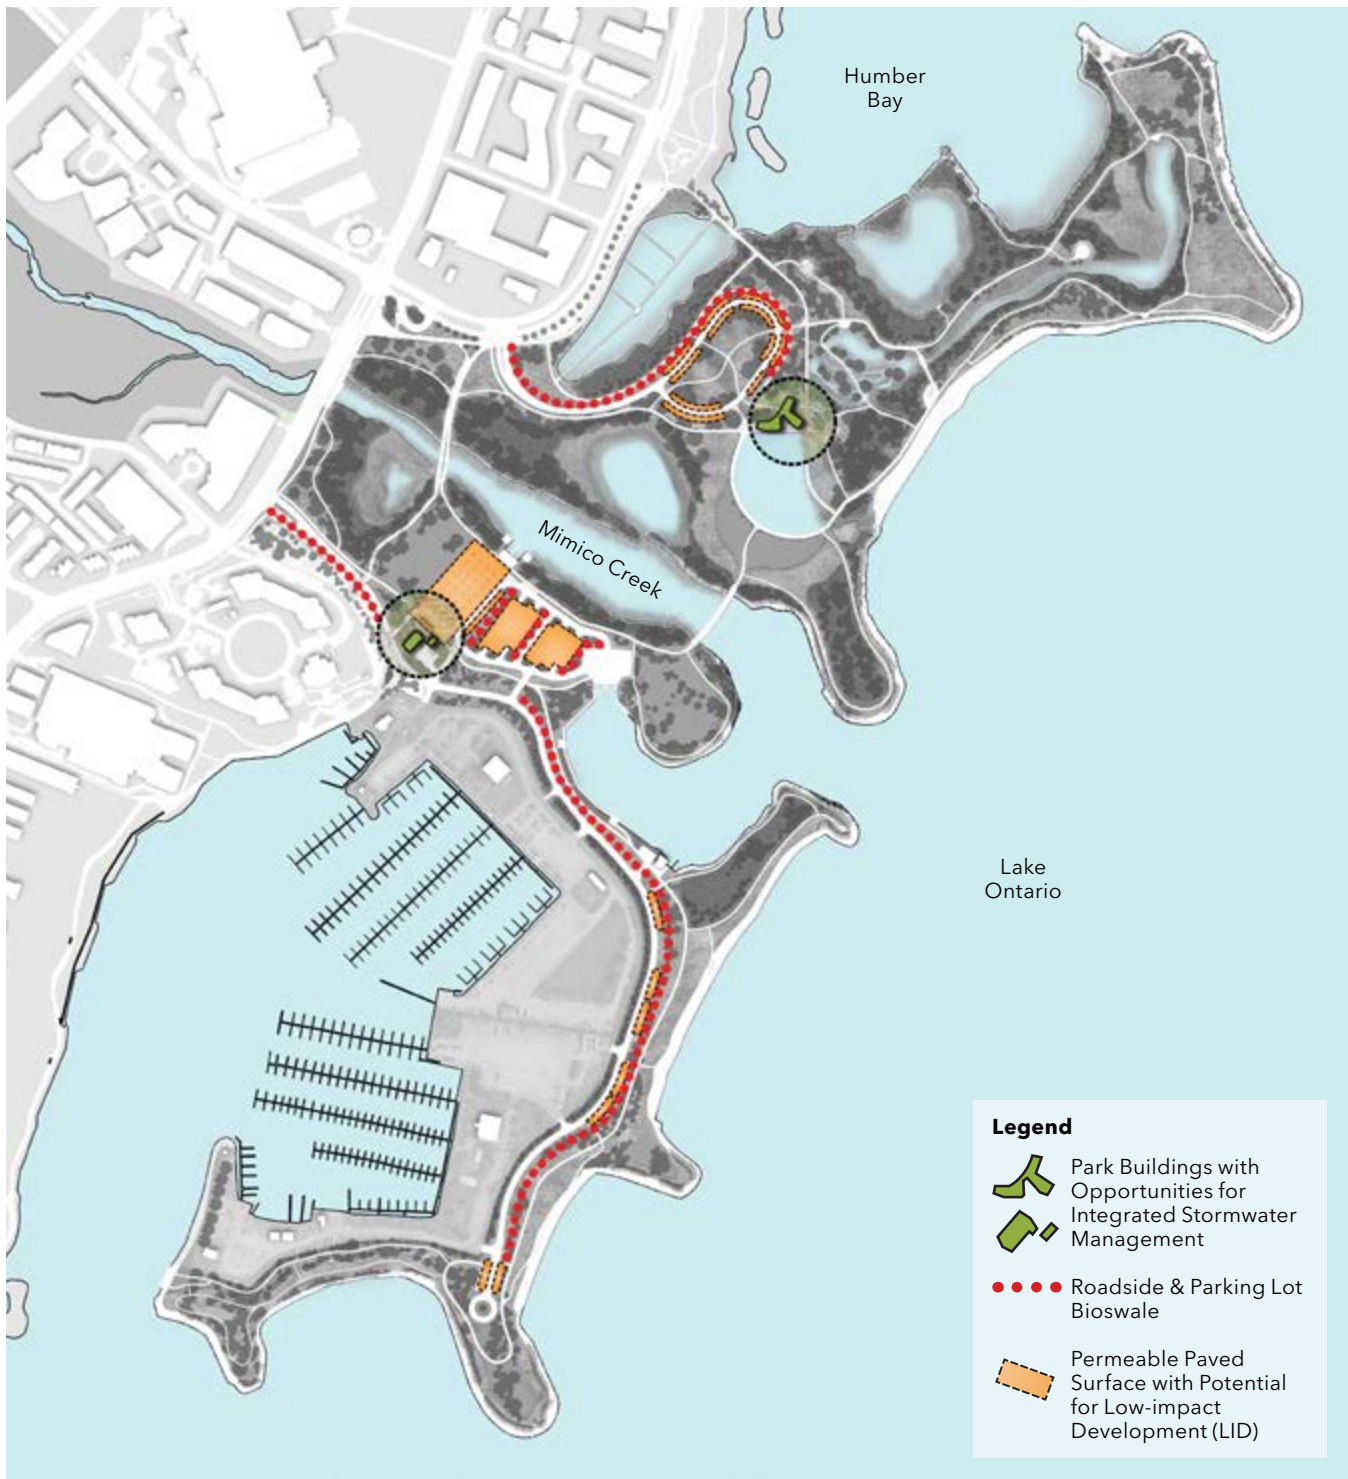 Humber
Bay
Mimico Creek
Lake
Ontario
Legend
Park Buildings with
Opportunities for
Integrated Stormwater
Management
Roadside & Parking Lot
Bioswale
Permeable Paved
Surface with Potential
for Low-impact
Development (LID)